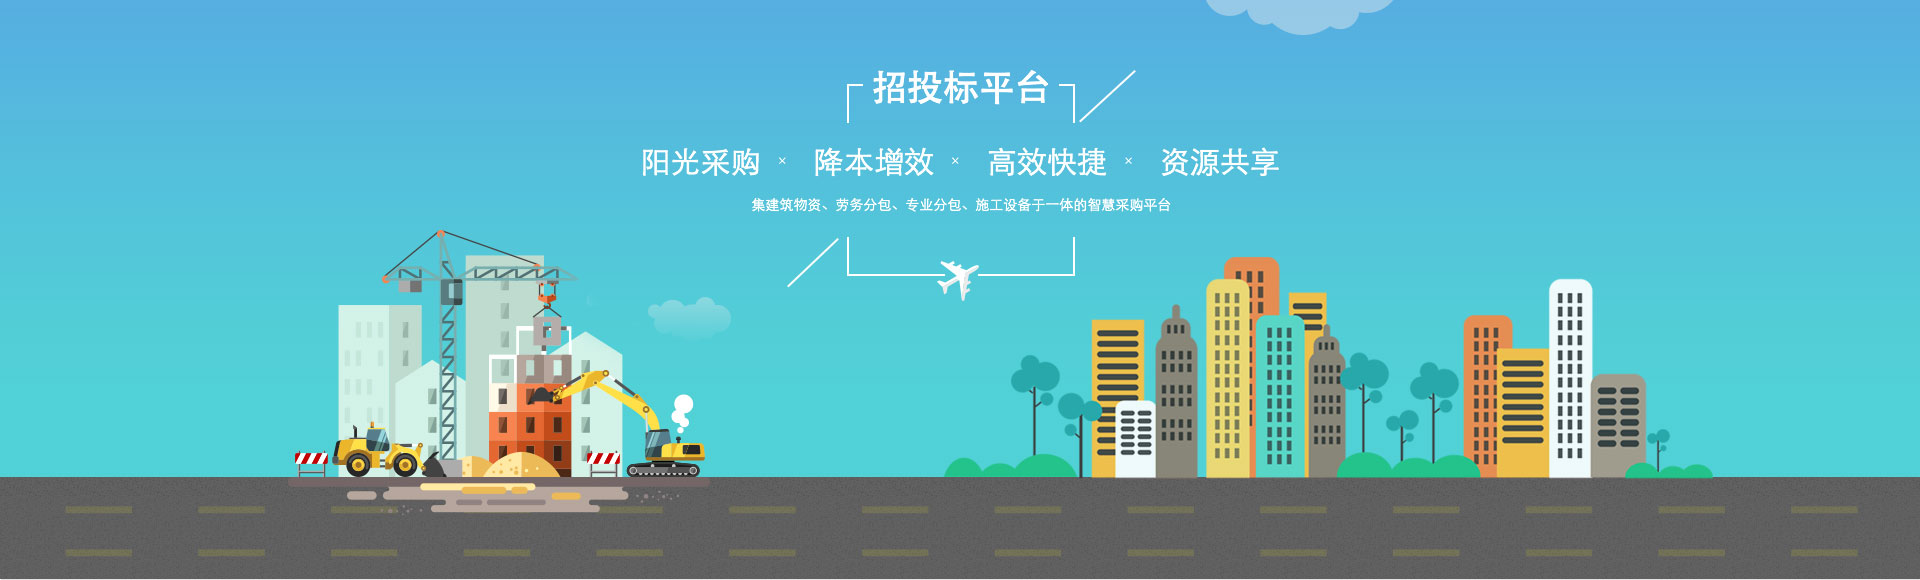 招投标平台
阳光采购 × 降本增效 × 高效快捷 × 资源共享
集建筑物资、劳务分包、专业分包、施工设备于一体的智慧采购平台